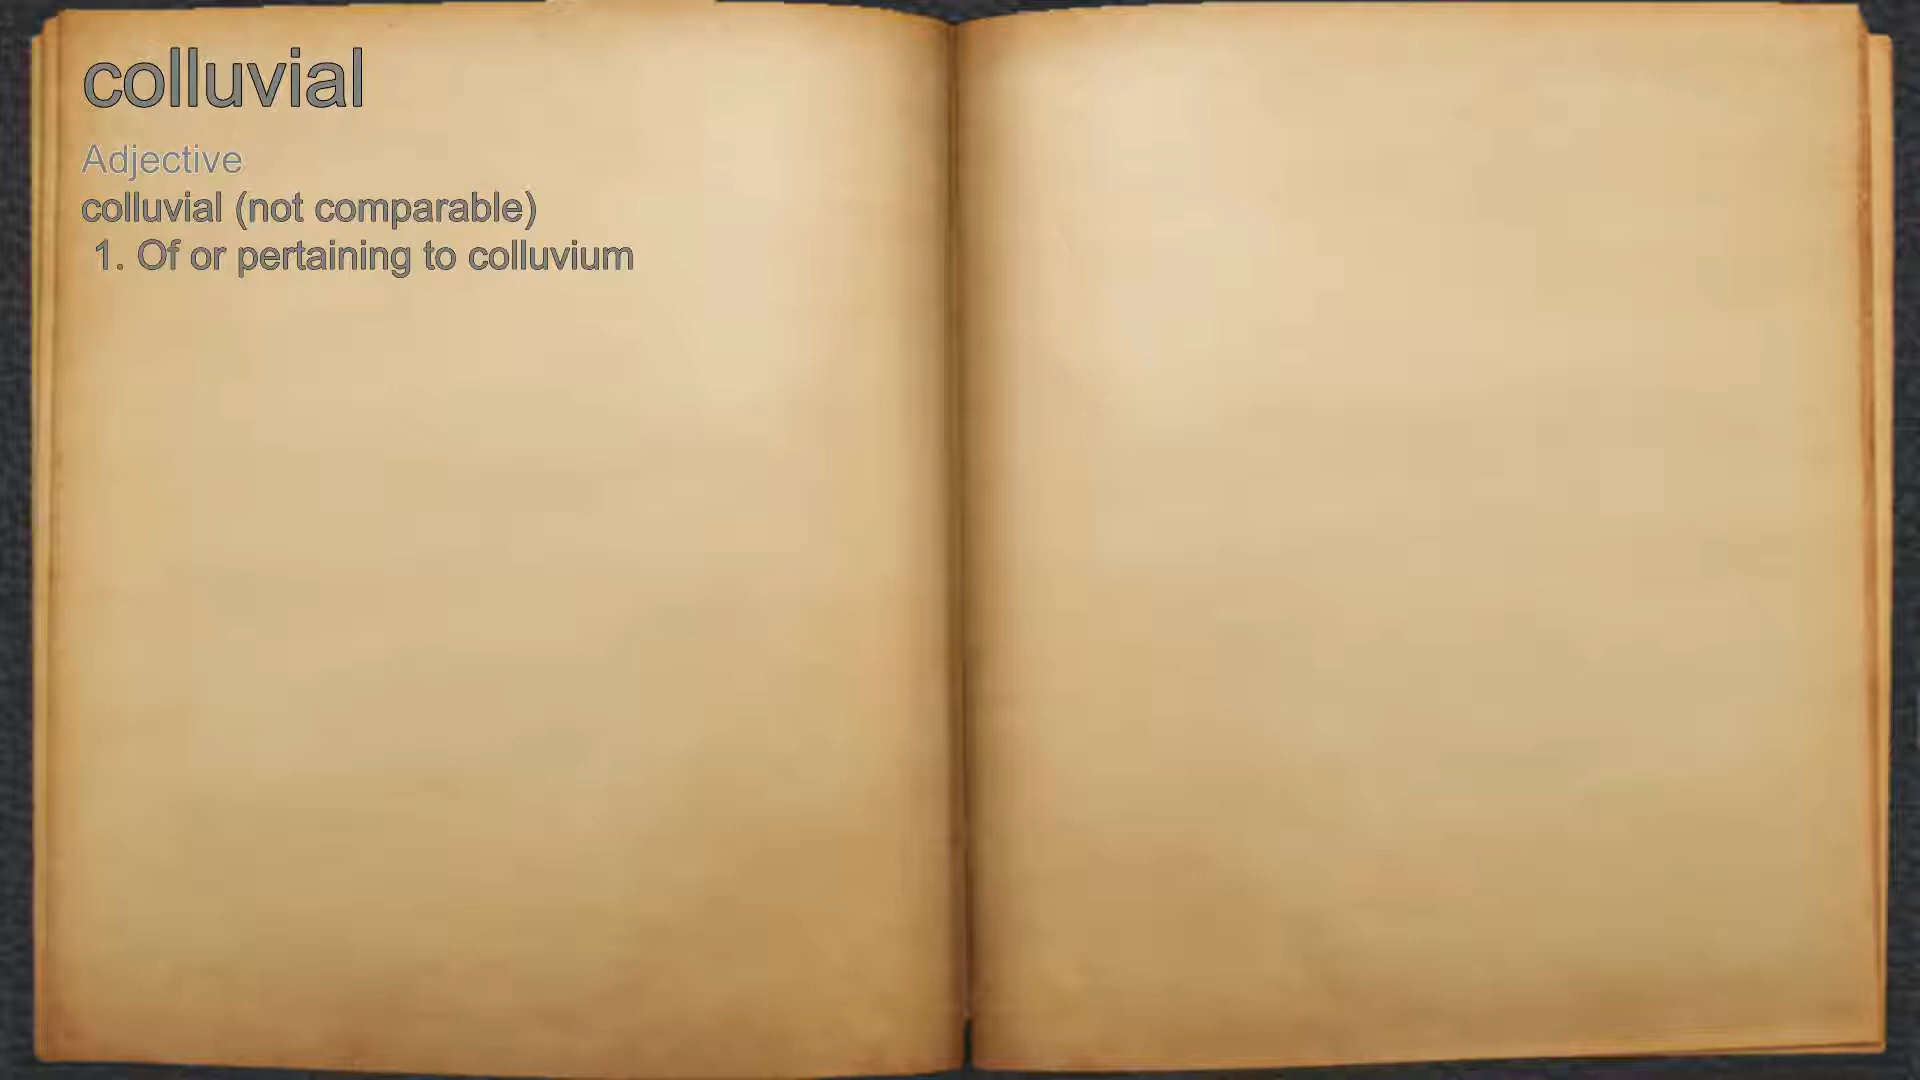 colluvial
Adjective
colluvial (not comparable)
1. Of or pertaining to colluvium